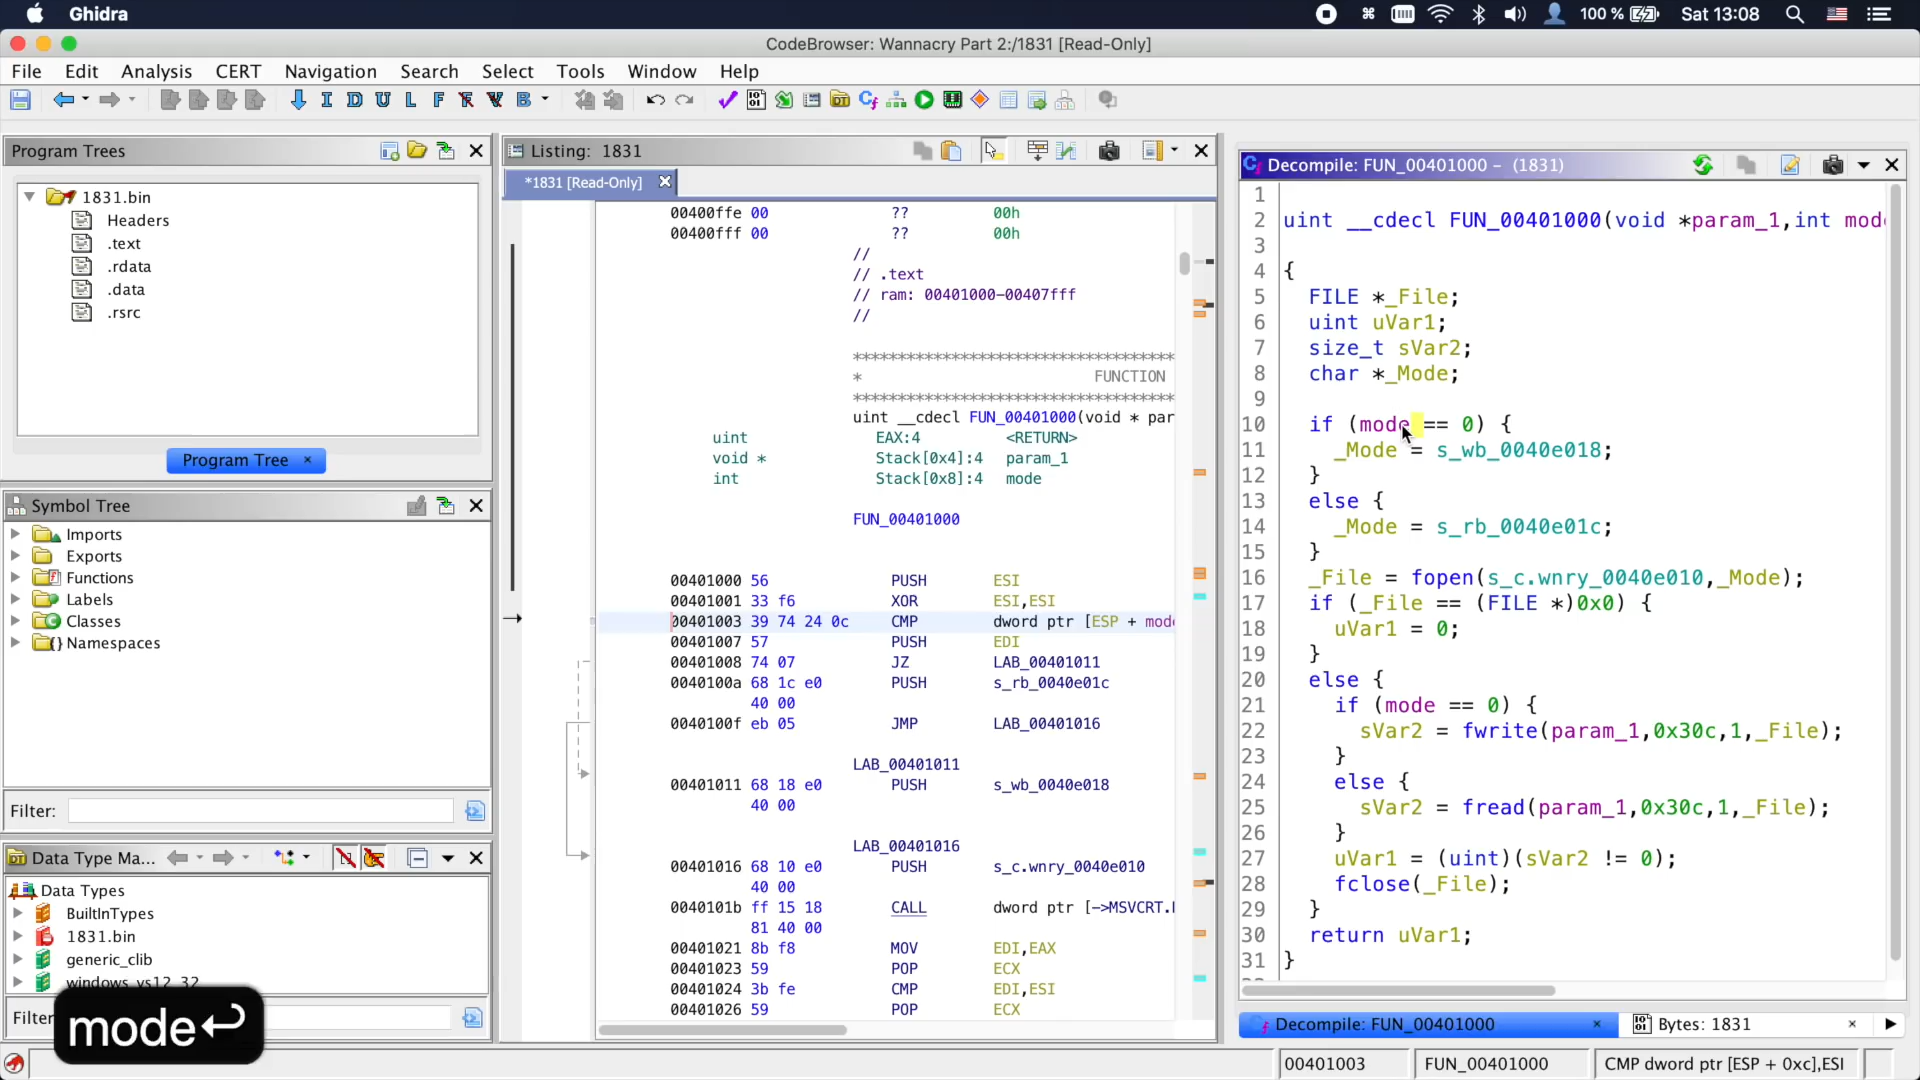 Ghidra
100 %
Sat 13:08
CodeBrowser: Wannacry Part 2:/1831 [Read-Only]
File Edit Analysis CERT Navigation Search Select Tools Window Help
I D U L F B
Program Trees
1831.bin
Headers
.text
.rdata
.data
.rsrc
Program Tree ×
Symbol Tree
Imports
Exports
Functions
Labels
Classes
{} Namespaces
Filter:
Data Type Ma...
Data Types
BuiltInTypes
1831.bin
generic_clib
windows_vs12_32
Filter
mode↩
Listing: 1831
*1831 [Read-Only]
00400ffe 00 ?? 00h
00400fff 00 ?? 00h
//
// .text
// ram: 00401000-00407fff
//
* FUNCTION
uint __cdecl FUN_00401000(void * par
uint EAX:4 <RETURN>
void * Stack[0x4]:4 param_1
int Stack[0x8]:4 mode
FUN_00401000
00401000 56 PUSH ESI
00401001 33 f6 XOR ESI,ESI
00401003 39 74 24 0c CMP dword ptr [ESP + mode
00401007 57 PUSH EDI
00401008 74 07 JZ LAB_00401011
0040100a 68 1c e0 PUSH s_rb_0040e01c
40 00
0040100f eb 05 JMP LAB_00401016
LAB_00401011
00401011 68 18 e0 PUSH s_wb_0040e018
40 00
LAB_00401016
00401016 68 10 e0 PUSH s_c.wnry_0040e010
40 00
0040101b ff 15 18 CALL dword ptr [->MSVCRT.
81 40 00
00401021 8b f8 MOV EDI,EAX
00401023 59 POP ECX
00401024 3b fe CMP EDI,ESI
00401026 59 POP ECX
Decompile: FUN_00401000 - (1831)
1
2 uint __cdecl FUN_00401000(void *param_1,int mode
3
4 {
5 FILE *_File;
6 uint uVar1;
7 size_t sVar2;
8 char *_Mode;
9
10 if (mode == 0) {
11 _Mode = s_wb_0040e018;
12 }
13 else {
14 _Mode = s_rb_0040e01c;
15 }
16 _File = fopen(s_c.wnry_0040e010,_Mode);
17 if (_File == (FILE *)0x0) {
18 uVar1 = 0;
19 }
20 else {
21 if (mode == 0) {
22 sVar2 = fwrite(param_1,0x30c,1,_File);
23 }
24 else {
25 sVar2 = fread(param_1,0x30c,1,_File);
26 }
27 uVar1 = (uint)(sVar2 != 0);
28 fclose(_File);
29 }
30 return uVar1;
31 }
Decompile: FUN_00401000 ×
Bytes: 1831 ×
00401003
FUN_00401000
CMP dword ptr [ESP + 0xc],ESI